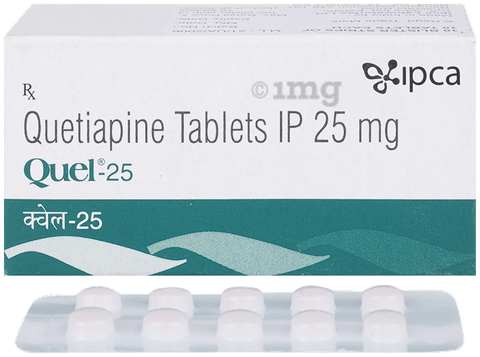 ipca
©1mg
Rx
Quetiapine Tablets IP 25 mg
Quel®-25
क्वेल-25